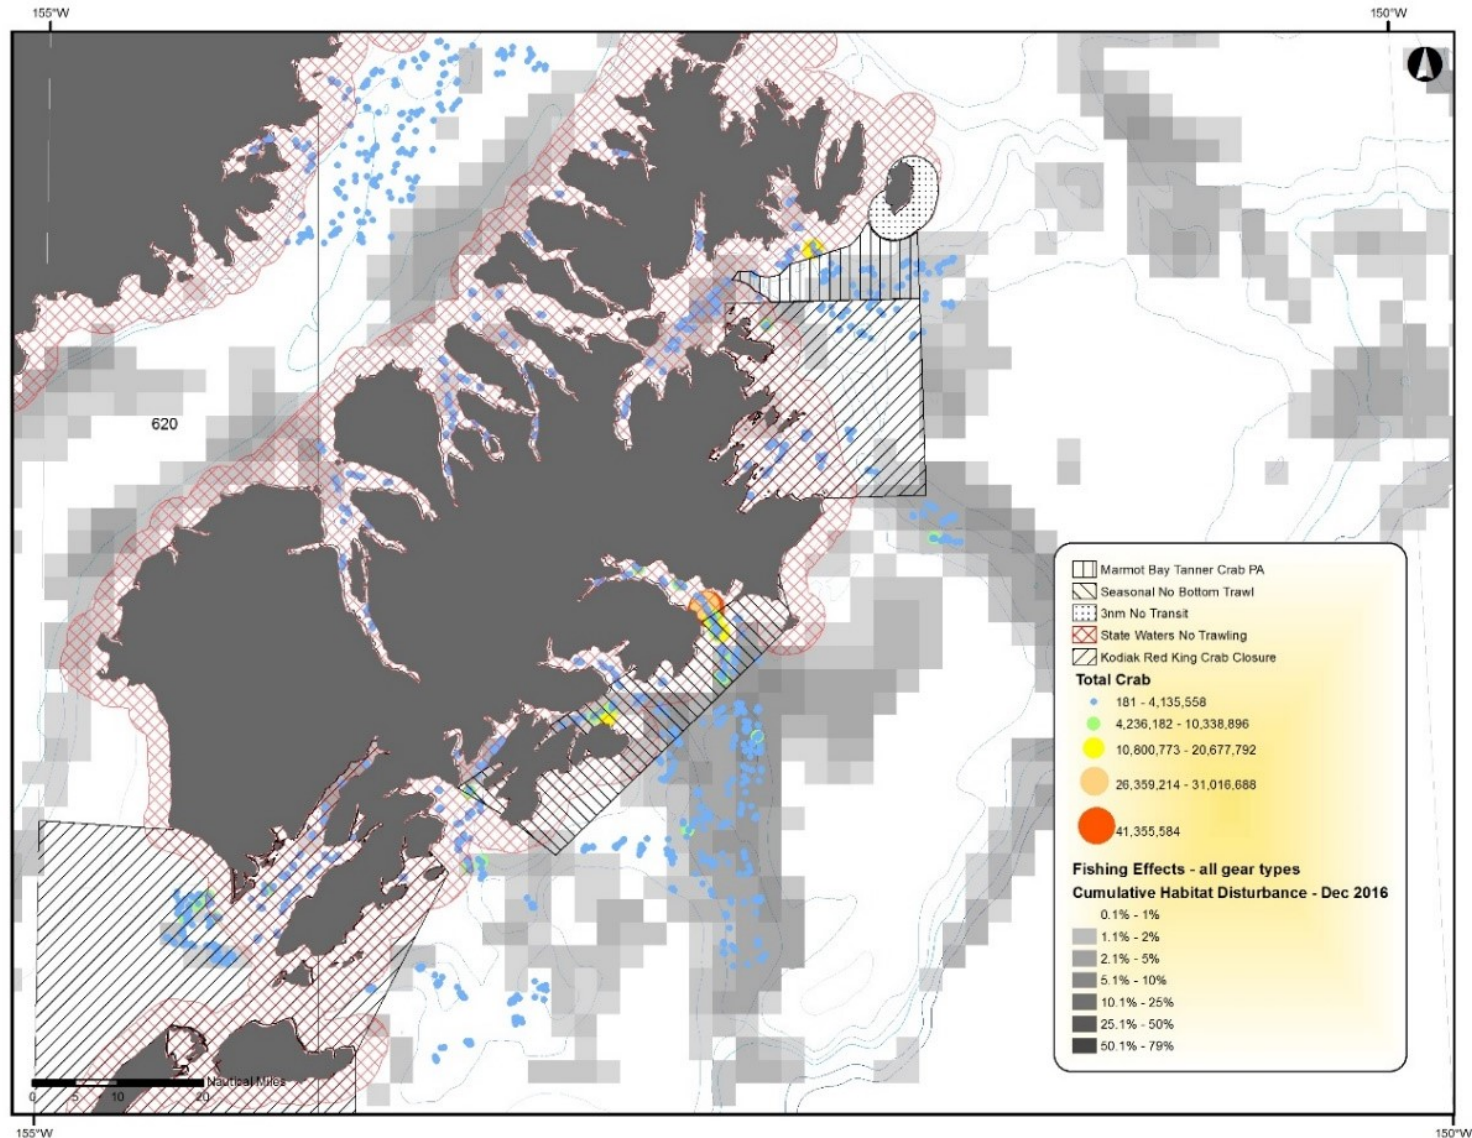 155°W
150°W
620
Marmot Bay Tanner Crab PA
Seasonal No Bottom Trawl
3nm No Transit
State Waters No Trawling
Kodiak Red King Crab Closure
Total Crab
181 - 4,135,558
4,236,182 - 10,338,896
10,800,773 - 20,677,792
26,359,214 - 31,016,688
41,355,584
Fishing Effects - all gear types
Cumulative Habitat Disturbance - Dec 2016
0.1% - 1%
1.1% - 2%
2.1% - 5%
5.1% - 10%
10.1% - 25%
25.1% - 50%
50.1% - 79%
Nautical Miles
0 5 10 20
155°W
150°W